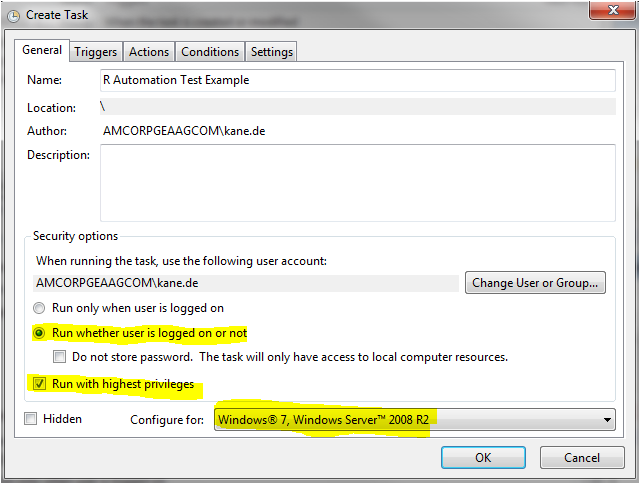 Create Task
General
Triggers
Actions
Conditions
Settings
Name: R Automation Test Example
Location: \
Author: AMCORPGEAAGCOM\kane.de
Description:
Security options
When running the task, use the following user account:
AMCORPGEAAGCOM\kane.de Change User or Group...
Run only when user is logged on
Run whether user is logged on or not
Do not store password. The task will only have access to local computer resources.
Run with highest privileges
Hidden Configure for: Windows® 7, Windows Server™ 2008 R2
OK Cancel